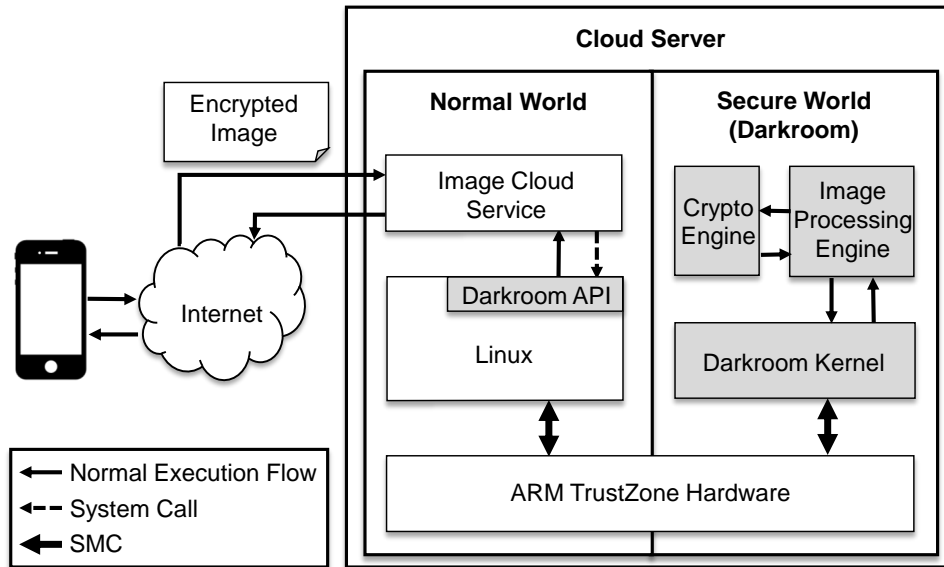 Cloud Server
Encrypted
Image
Normal World
Secure World
(Darkroom)
Image Cloud
Service
Crypto
Engine
Image
Processing
Engine
Internet
Darkroom API
Linux
Darkroom Kernel
ARM TrustZone Hardware
Normal Execution Flow
System Call
SMC